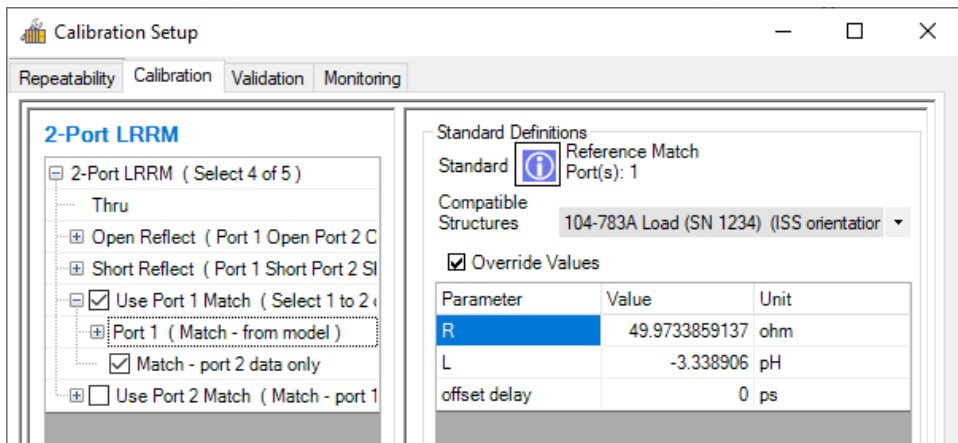 Calibration Setup
Repeatability Calibration Validation Monitoring
2-Port LRRM
2-Port LRRM ( Select 4 of 5 )
Thru
Open Reflect ( Port 1 Open Port 2 O
Short Reflect ( Port 1 Short Port 2 Sh
Use Port 1 Match ( Select 1 to 2
Port 1 ( Match - from model )
Match - port 2 data only
Use Port 2 Match ( Match - port 1
Standard Definitions
Standard
Reference Match
Port(s): 1
Compatible
Structures
104-783A Load (SN 1234) (ISS orientation
Override Values
Parameter Value Unit
R 49.9733859137 ohm
L -3.338906 pH
offset delay 0 ps